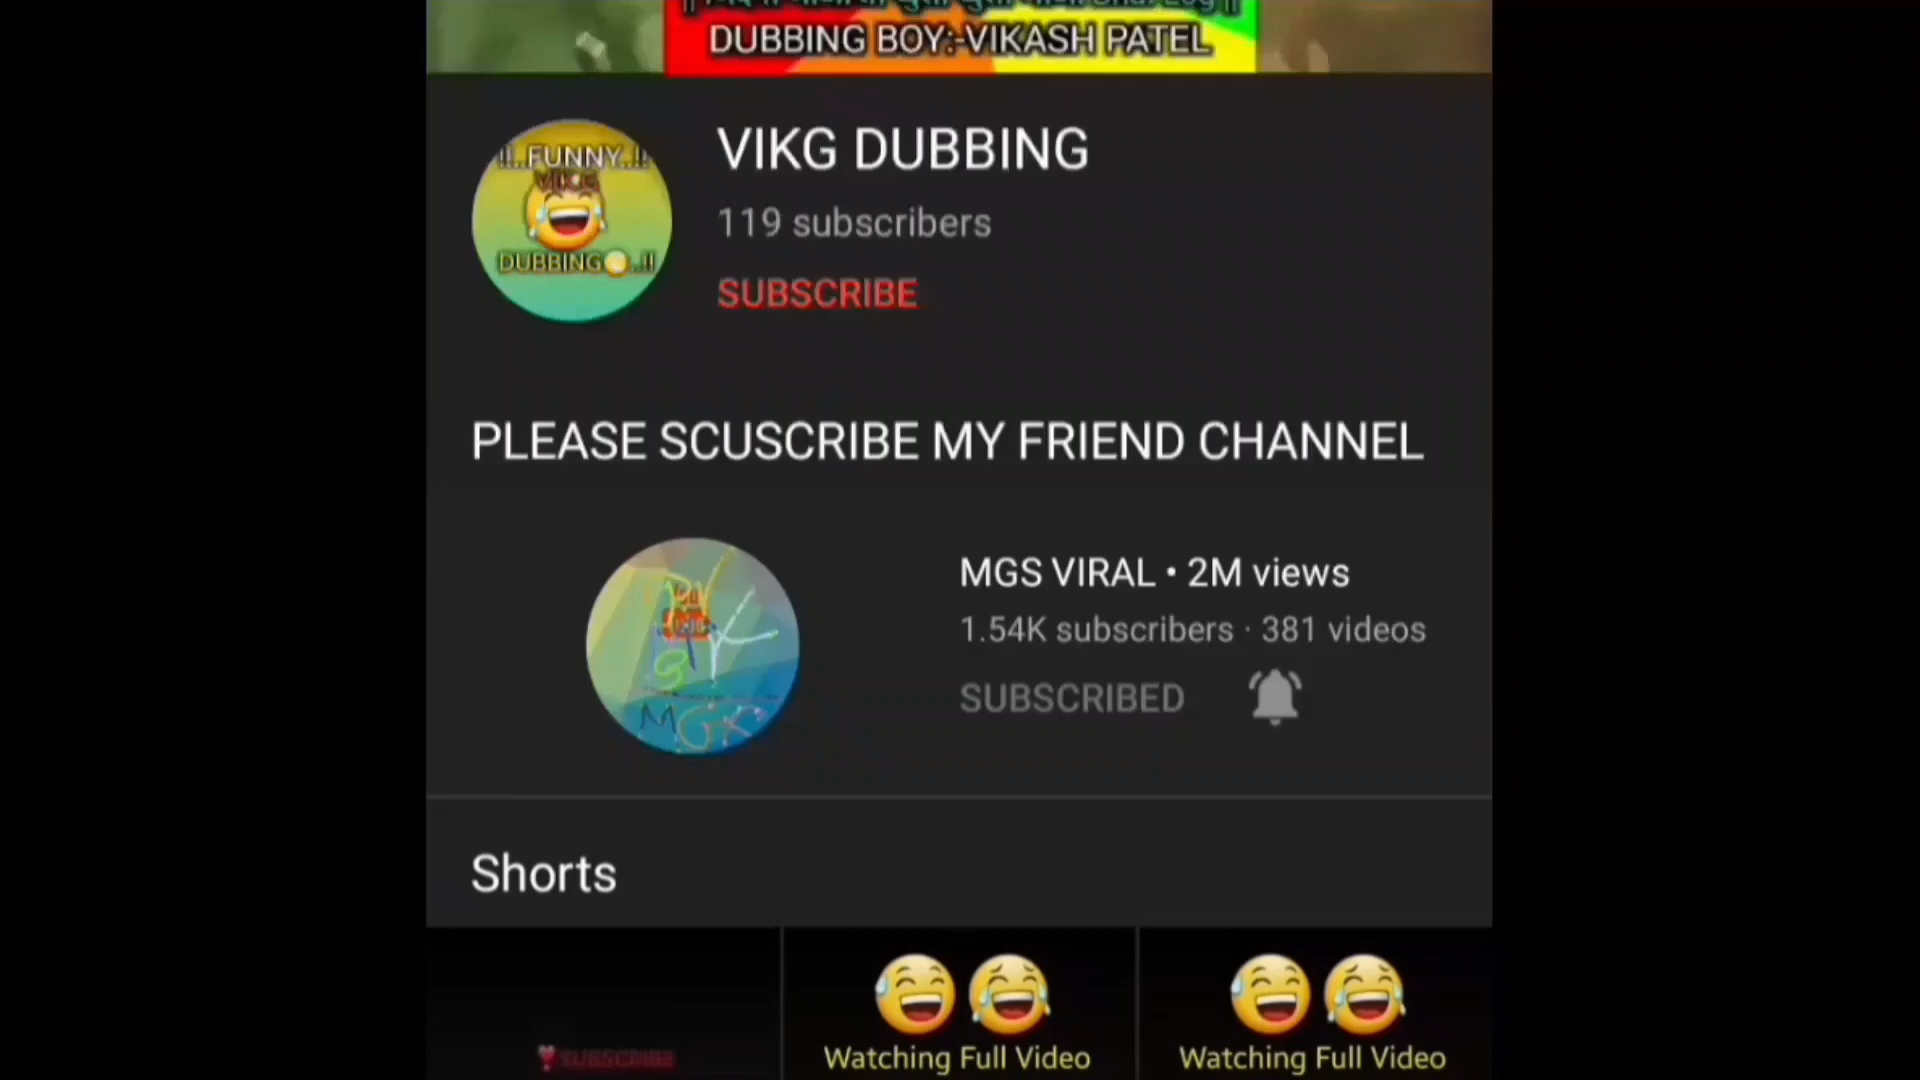 DUBBING BOY:-VIKASH PATEL
!!..FUNNY..!!
VIKG
DUBBING..!!
VIKG DUBBING
119 subscribers
SUBSCRIBE
PLEASE SCUSCRIBE MY FRIEND CHANNEL
MGS VIRAL • 2M views
1.54K subscribers · 381 videos
SUBSCRIBED
Shorts
SUBSCRIBE
Watching Full Video
Watching Full Video